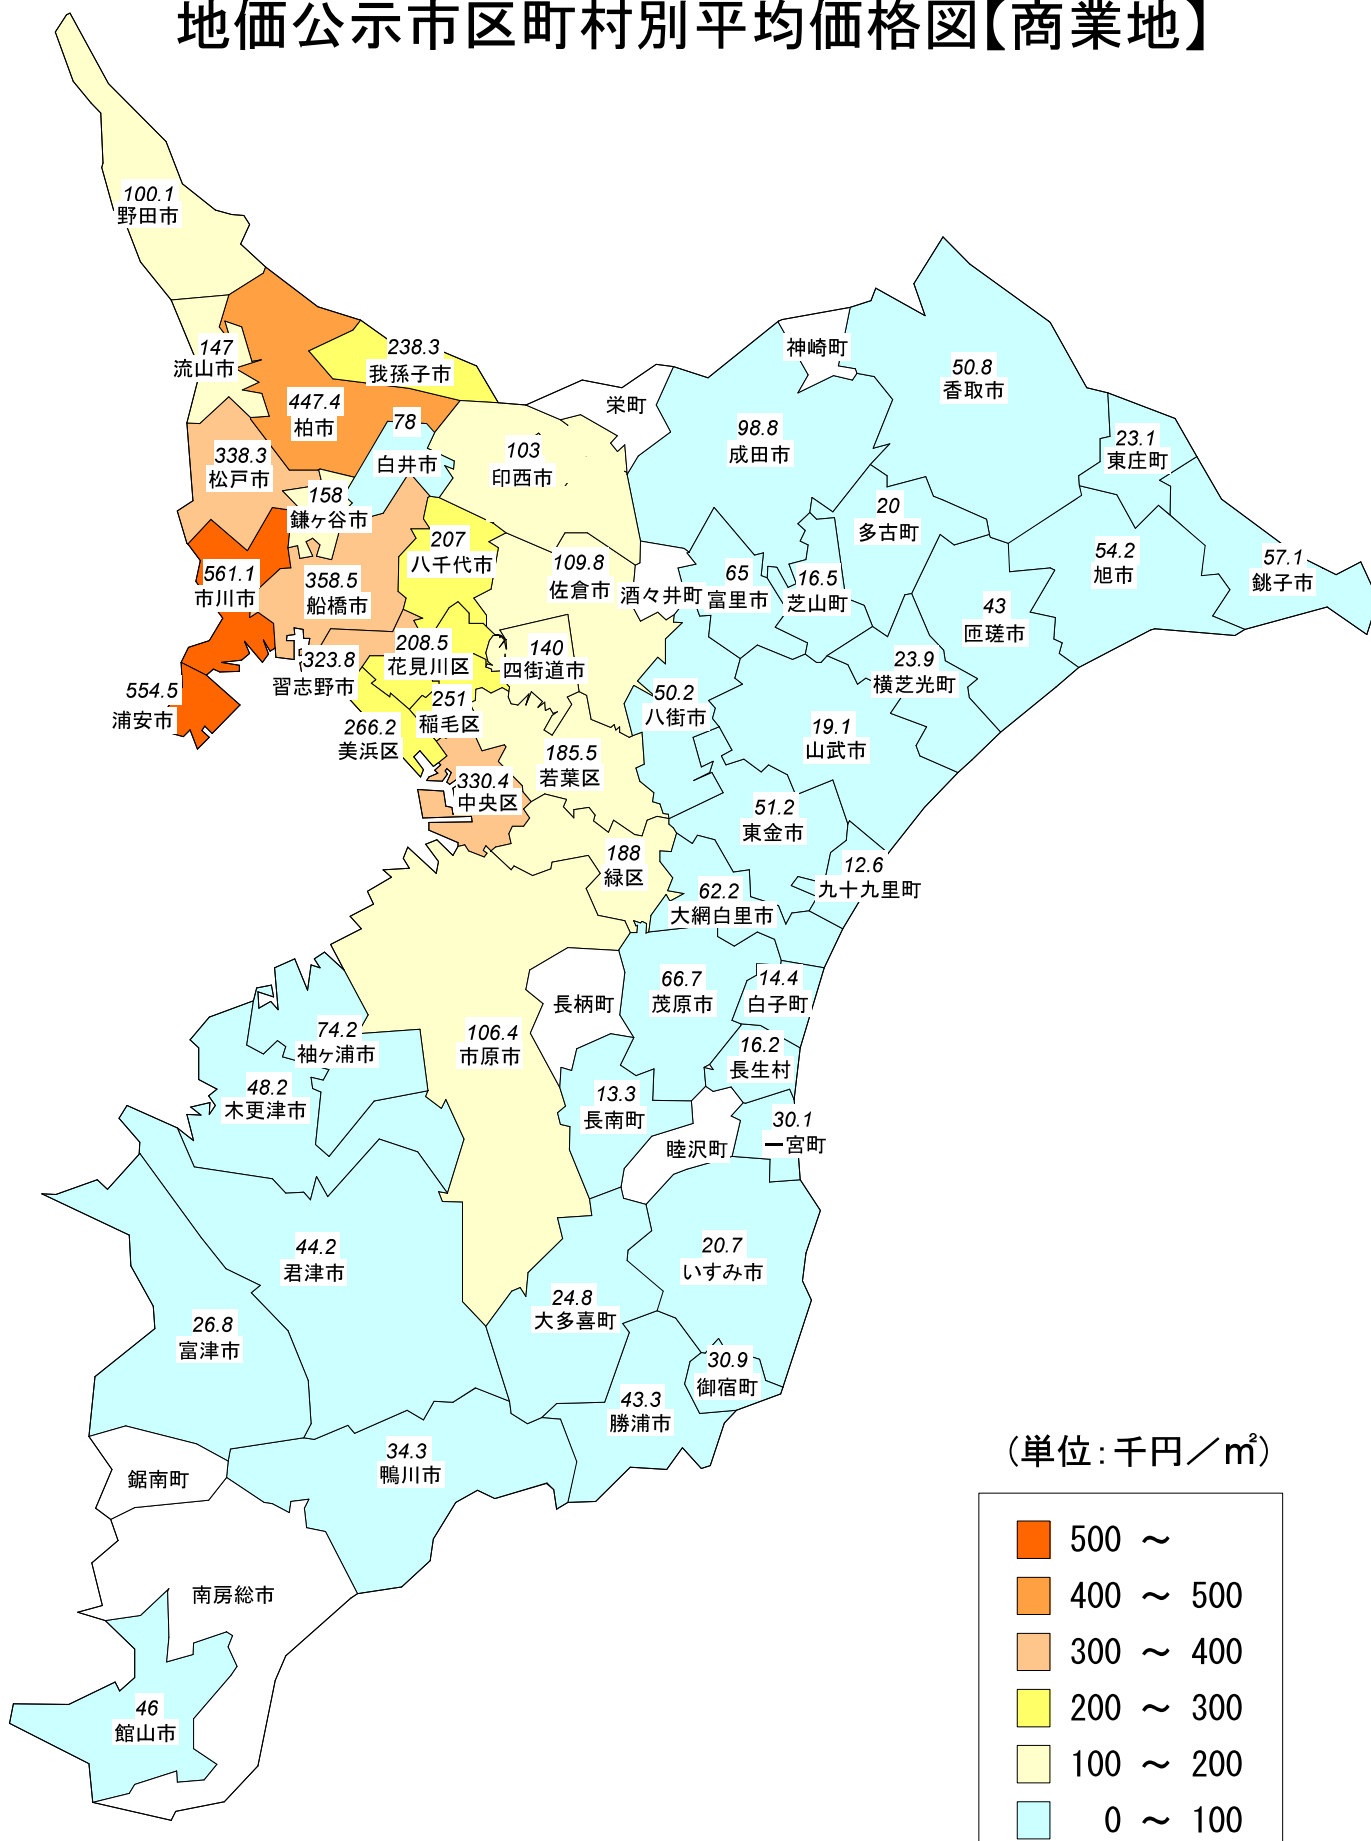 地価公示市区町村別平均価格図【商業地】
100.1
野田市
147
流山市
238.3
我孫子市
447.4
柏市
78
白井市
338.3
松戸市
158
鎌ヶ谷市
103
印西市
栄町
神崎町
98.8
成田市
50.8
香取市
23.1
東庄町
20
多古町
54.2
旭市
57.1
銚子市
561.1
市川市
358.5
船橋市
207
八千代市
109.8
佐倉市
酒々井町
65
富里市
16.5
芝山町
43
匝瑳市
554.5
浦安市
323.8
習志野市
208.5
花見川区
140
四街道市
23.9
横芝光町
266.2
美浜区
251
稲毛区
50.2
八街市
19.1
山武市
330.4
中央区
185.5
若葉区
51.2
東金市
188
緑区
12.6
九十九里町
62.2
大網白里市
長柄町
66.7
茂原市
14.4
白子町
74.2
袖ヶ浦市
106.4
市原市
16.2
長生村
48.2
木更津市
13.3
長南町
睦沢町
30.1
一宮町
44.2
君津市
20.7
いすみ市
24.8
大多喜町
26.8
富津市
30.9
御宿町
43.3
勝浦市
34.3
鴨川市
鋸南町
南房総市
46
館山市
（単位：千円／㎡）
500 ～
400 ～ 500
300 ～ 400
200 ～ 300
100 ～ 200
0 ～ 100